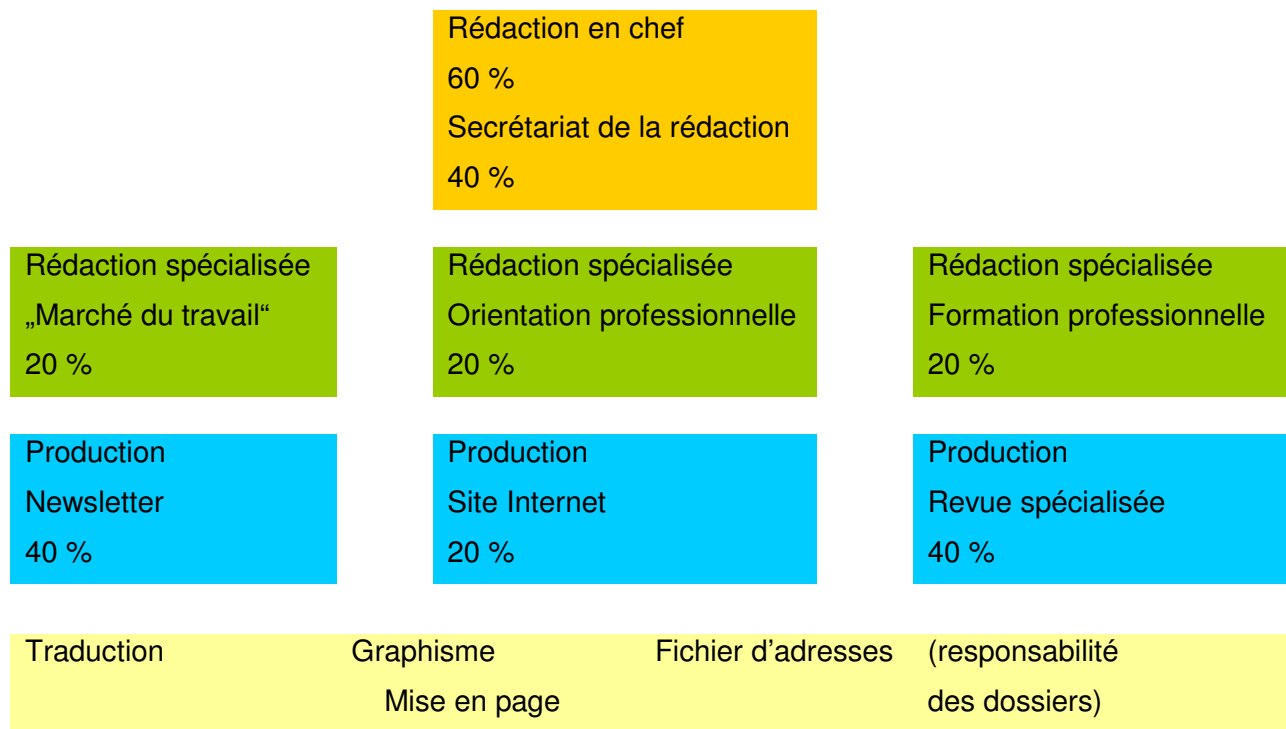 Rédaction en chef
60 %
Secrétariat de la rédaction
40 %
Rédaction spécialisée
„Marché du travail“
20 %
Rédaction spécialisée
Orientation professionnelle
20 %
Rédaction spécialisée
Formation professionnelle
20 %
Production
Newsletter
40 %
Production
Site Internet
20 %
Production
Revue spécialisée
40 %
Traduction
Graphisme
Mise en page
Fichier d’adresses
(responsabilité
des dossiers)